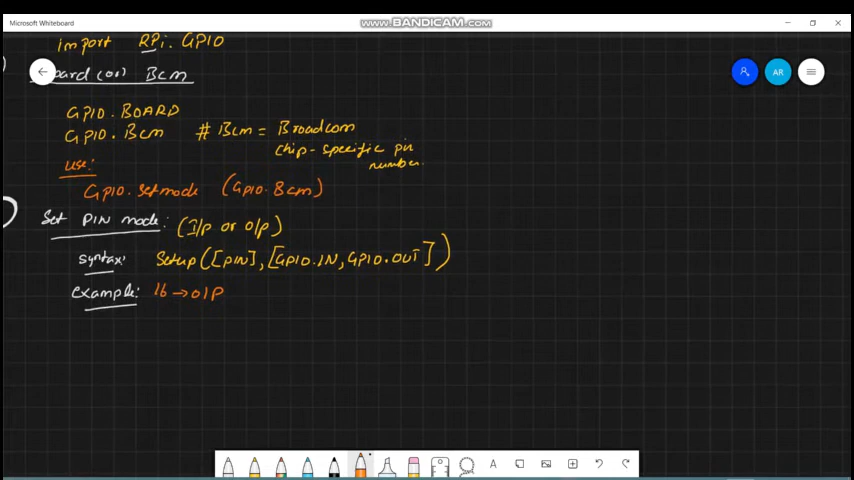 Microsoft Whiteboard
www.BANDICAM.com
import RPi.GPIO
Board (or) Bcm
AR
GPIO.BOARD
GPIO.Bcm # Bcm = Broadcom
chip-specific pin
number.
use:
GPIO.setmode (GPIO.Bcm)
Set PIN mode: (I/p or o/p)
syntax: Setup([PIN], [GPIO.IN, GPIO.OUT])
example: 16 → o/p
A